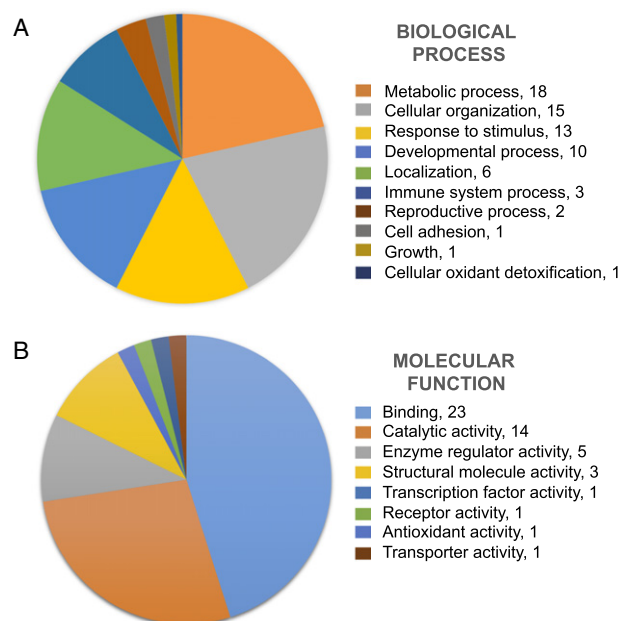 A
BIOLOGICAL
PROCESS
Metabolic process, 18
Cellular organization, 15
Response to stimulus, 13
Developmental process, 10
Localization, 6
Immune system process, 3
Reproductive process, 2
Cell adhesion, 1
Growth, 1
Cellular oxidant detoxification, 1
B
MOLECULAR
FUNCTION
Binding, 23
Catalytic activity, 14
Enzyme regulator activity, 5
Structural molecule activity, 3
Transcription factor activity, 1
Receptor activity, 1
Antioxidant activity, 1
Transporter activity, 1